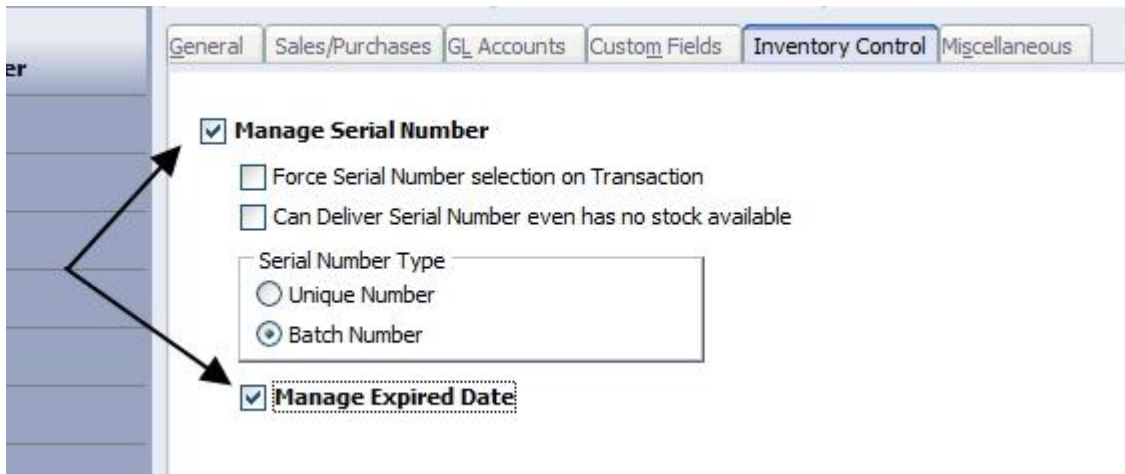 General Sales/Purchases GL Accounts Custom Fields Inventory Control Miscellaneous
er
Manage Serial Number
Force Serial Number selection on Transaction
Can Deliver Serial Number even has no stock available
Serial Number Type
Unique Number
Batch Number
Manage Expired Date